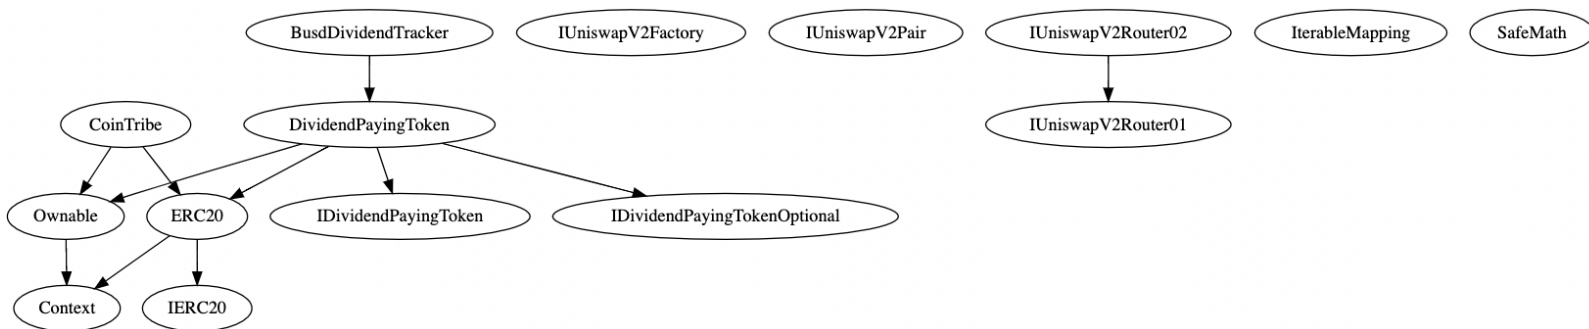 BusdDividendTracker
IUniswapV2Factory
IUniswapV2Pair
IUniswapV2Router02
IterableMapping
SafeMath
CoinTribe
DividendPayingToken
IUniswapV2Router01
Ownable
ERC20
IDividendPayingToken
IDividendPayingTokenOptional
Context
IERC20